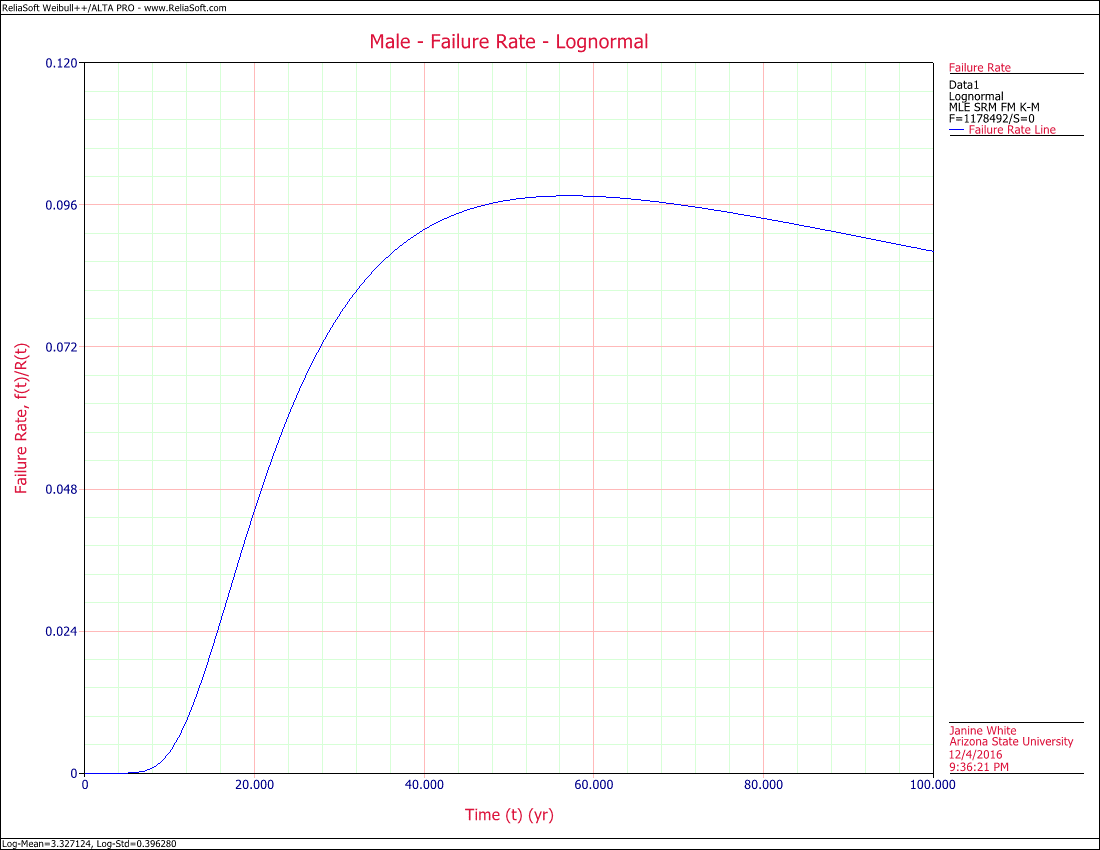 ReliaSoft Weibull++/ALTA PRO - www.ReliaSoft.com
Male - Failure Rate - Lognormal
Failure Rate
Data1
Lognormal
MLE SRM FM K-M
F=1178492/S=0
Failure Rate Line
Failure Rate, f(t)/R(t)
0.120
0.096
0.072
0.048
0.024
0
0
20.000
40.000
60.000
80.000
100.000
Time (t) (yr)
Janine White
Arizona State University
12/4/2016
9:36:21 PM
Log-Mean=3.327124, Log-Std=0.396280